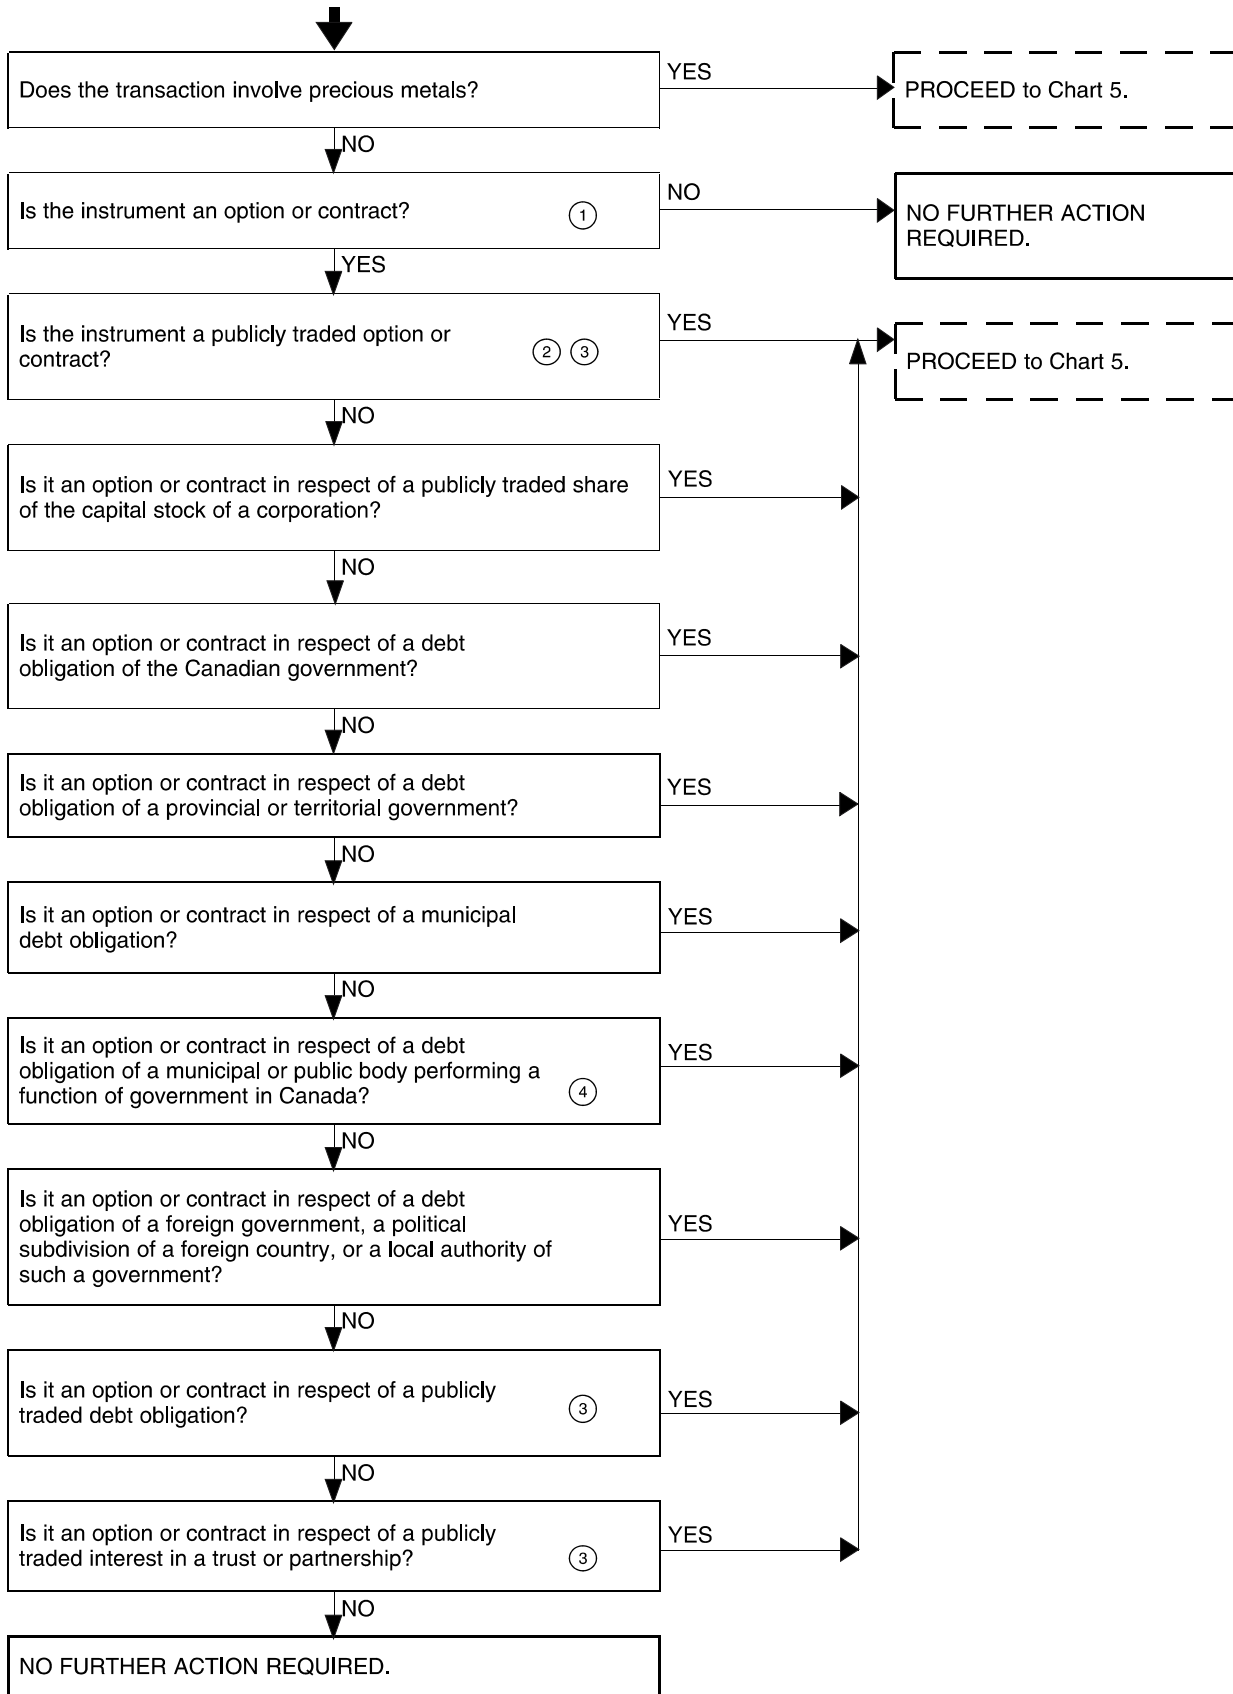 Does the transaction involve precious metals?
YES
PROCEED to Chart 5.
NO
Is the instrument an option or contract?
1
NO
NO FURTHER ACTION
REQUIRED.
YES
Is the instrument a publicly traded option or
contract?
2 3
YES
PROCEED to Chart 5.
NO
Is it an option or contract in respect of a publicly traded share
of the capital stock of a corporation?
YES
NO
Is it an option or contract in respect of a debt
obligation of the Canadian government?
YES
NO
Is it an option or contract in respect of a debt
obligation of a provincial or territorial government?
YES
NO
Is it an option or contract in respect of a municipal
debt obligation?
YES
NO
Is it an option or contract in respect of a debt
obligation of a municipal or public body performing a
function of government in Canada?
4
YES
NO
Is it an option or contract in respect of a debt
obligation of a foreign government, a political
subdivision of a foreign country, or a local authority of
such a government?
YES
NO
Is it an option or contract in respect of a publicly
traded debt obligation?
3
YES
NO
Is it an option or contract in respect of a publicly
traded interest in a trust or partnership?
3
YES
NO
NO FURTHER ACTION REQUIRED.